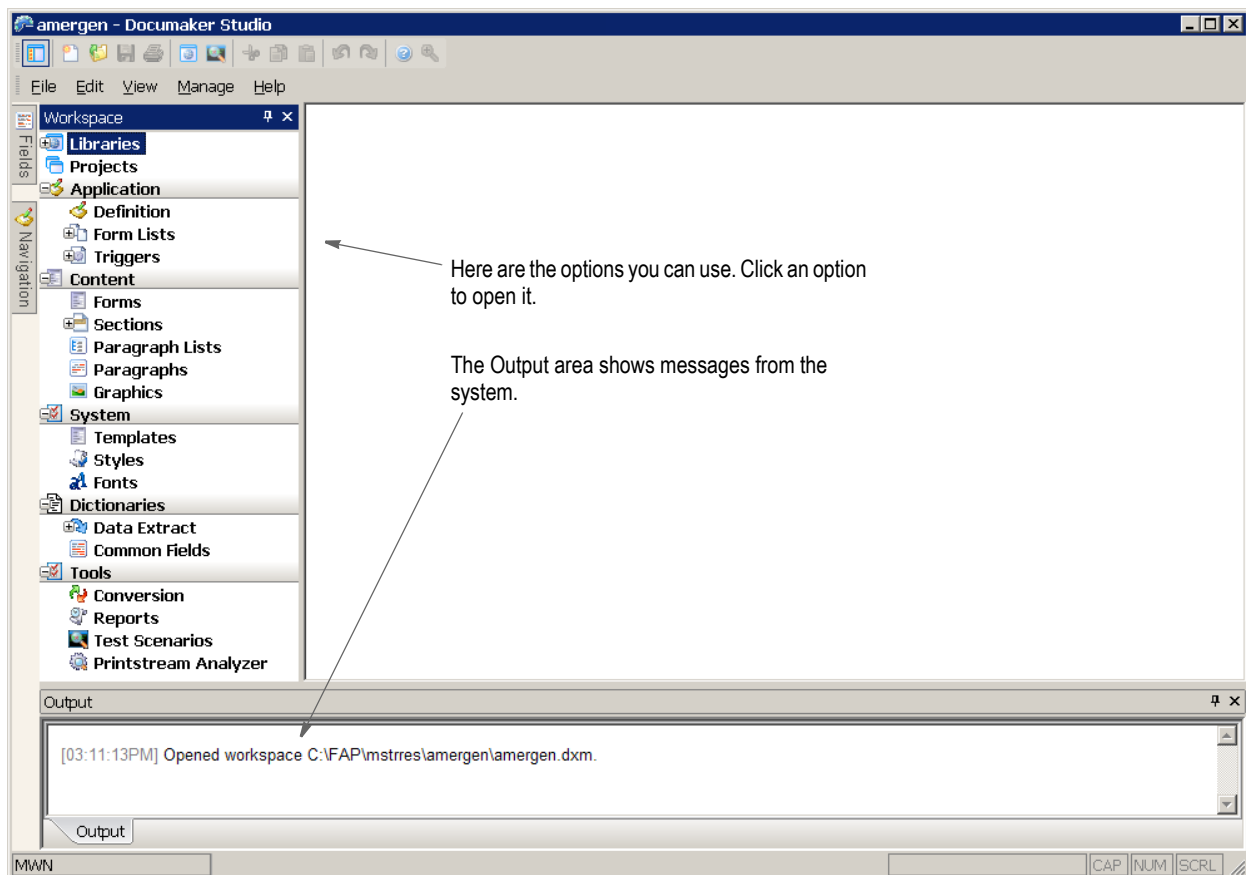 amergen - Documaker Studio
File Edit View Manage Help
Fields
Navigation
Workspace
Libraries
Projects
Application
Definition
Form Lists
Triggers
Content
Forms
Sections
Paragraph Lists
Paragraphs
Graphics
System
Templates
Styles
Fonts
Dictionaries
Data Extract
Common Fields
Tools
Conversion
Reports
Test Scenarios
Printstream Analyzer
Here are the options you can use. Click an option
to open it.
The Output area shows messages from the
system.
Output
[03:11:13PM] Opened workspace C:\FAP\mstrres\amergen\amergen.dxm.
Output
MWN
CAP NUM SCRL